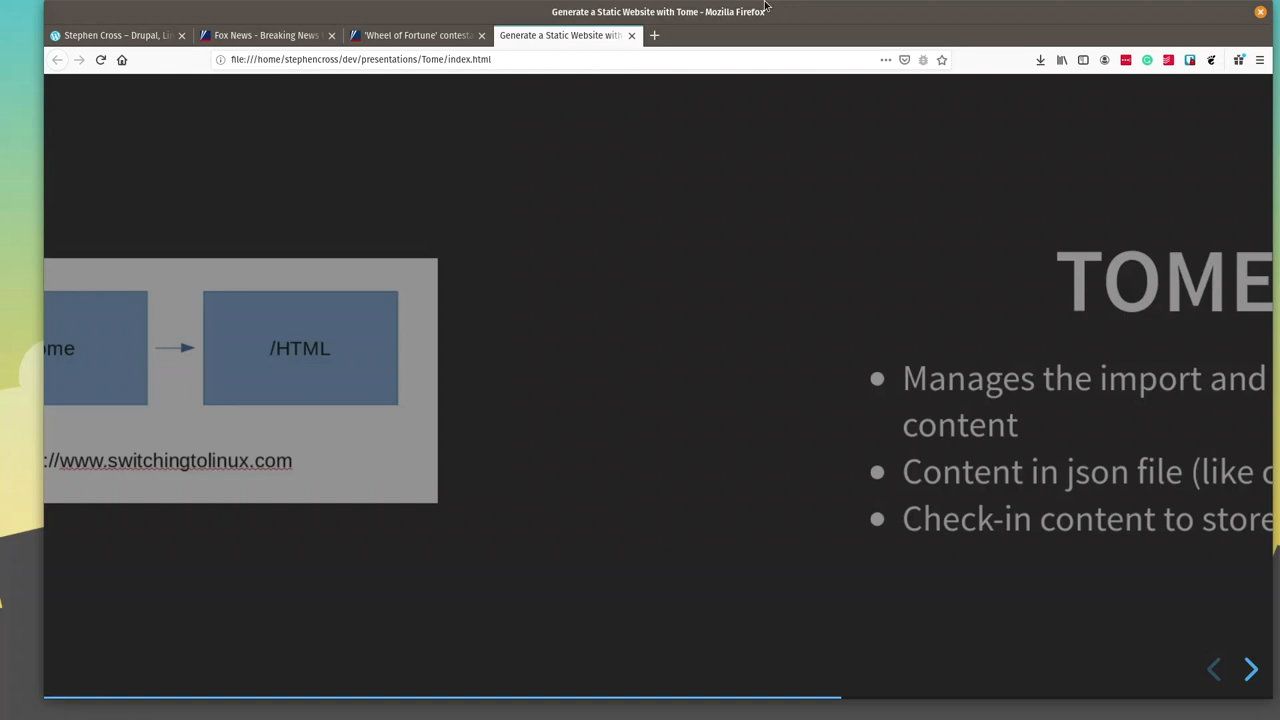 Generate a Static Website with Tome - Mozilla Firefox
Stephen Cross – Drupal, Li
Fox News - Breaking News
'Wheel of Fortune' contesta
Generate a Static Website with
file:///home/stephencross/dev/presentations/Tome/index.html
/HTML
://www.switchingtolinux.com
TOME
Manages the import and
content
Content in json file (like
Check-in content to store